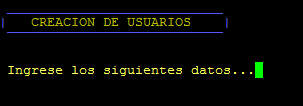 CREACION DE USUARIOS
Ingrese los siguientes datos...